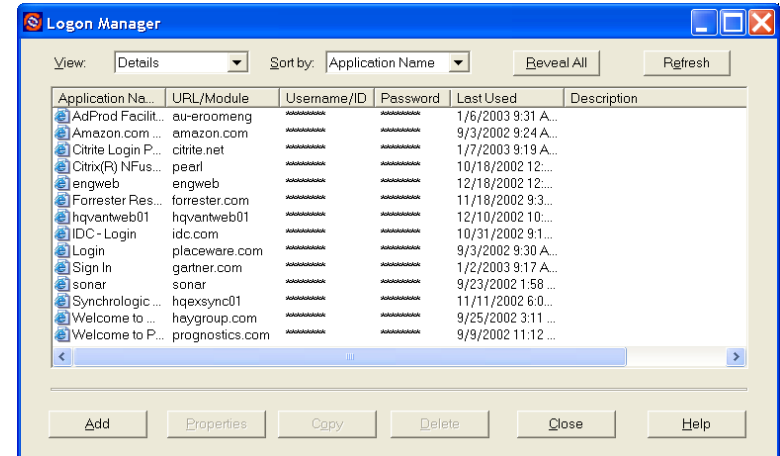 Logon Manager
View: Details Sort by: Application Name Reveal All Refresh
Application Na... URL/Module Username/ID Password Last Used Description
AdProd Facilit... au-eroomeng ********* ********* 1/6/2003 9:31 A...
Amazon.com ... amazon.com ********* ********* 9/3/2002 9:24 A...
Citrite Login P... citrite.net ********* ********* 1/7/2003 9:19 A...
Citrix(R) NFus... pearl ********* ********* 10/18/2002 12:...
engweb engweb ********* ********* 12/18/2002 12:...
Forrester Res... forrester.com ********* ********* 11/18/2002 9:3...
hqvantweb01 hqvantweb01 ********* ********* 12/10/2002 10:...
IDC - Login idc.com ********* ********* 10/31/2002 9:1...
Login placeware.com ********* ********* 9/3/2002 9:30 A...
Sign In gartner.com ********* ********* 1/2/2003 9:17 A...
sonar sonar ********* ********* 9/23/2002 1:58 ...
Synchrologic ... hqexsync01 ********* ********* 11/11/2002 6:0...
Welcome to ... haygroup.com ********* ********* 9/25/2002 3:11 ...
Welcome to P... prognostics.com ********* ********* 9/9/2002 11:12 ...
Add Properties Copy Delete Close Help